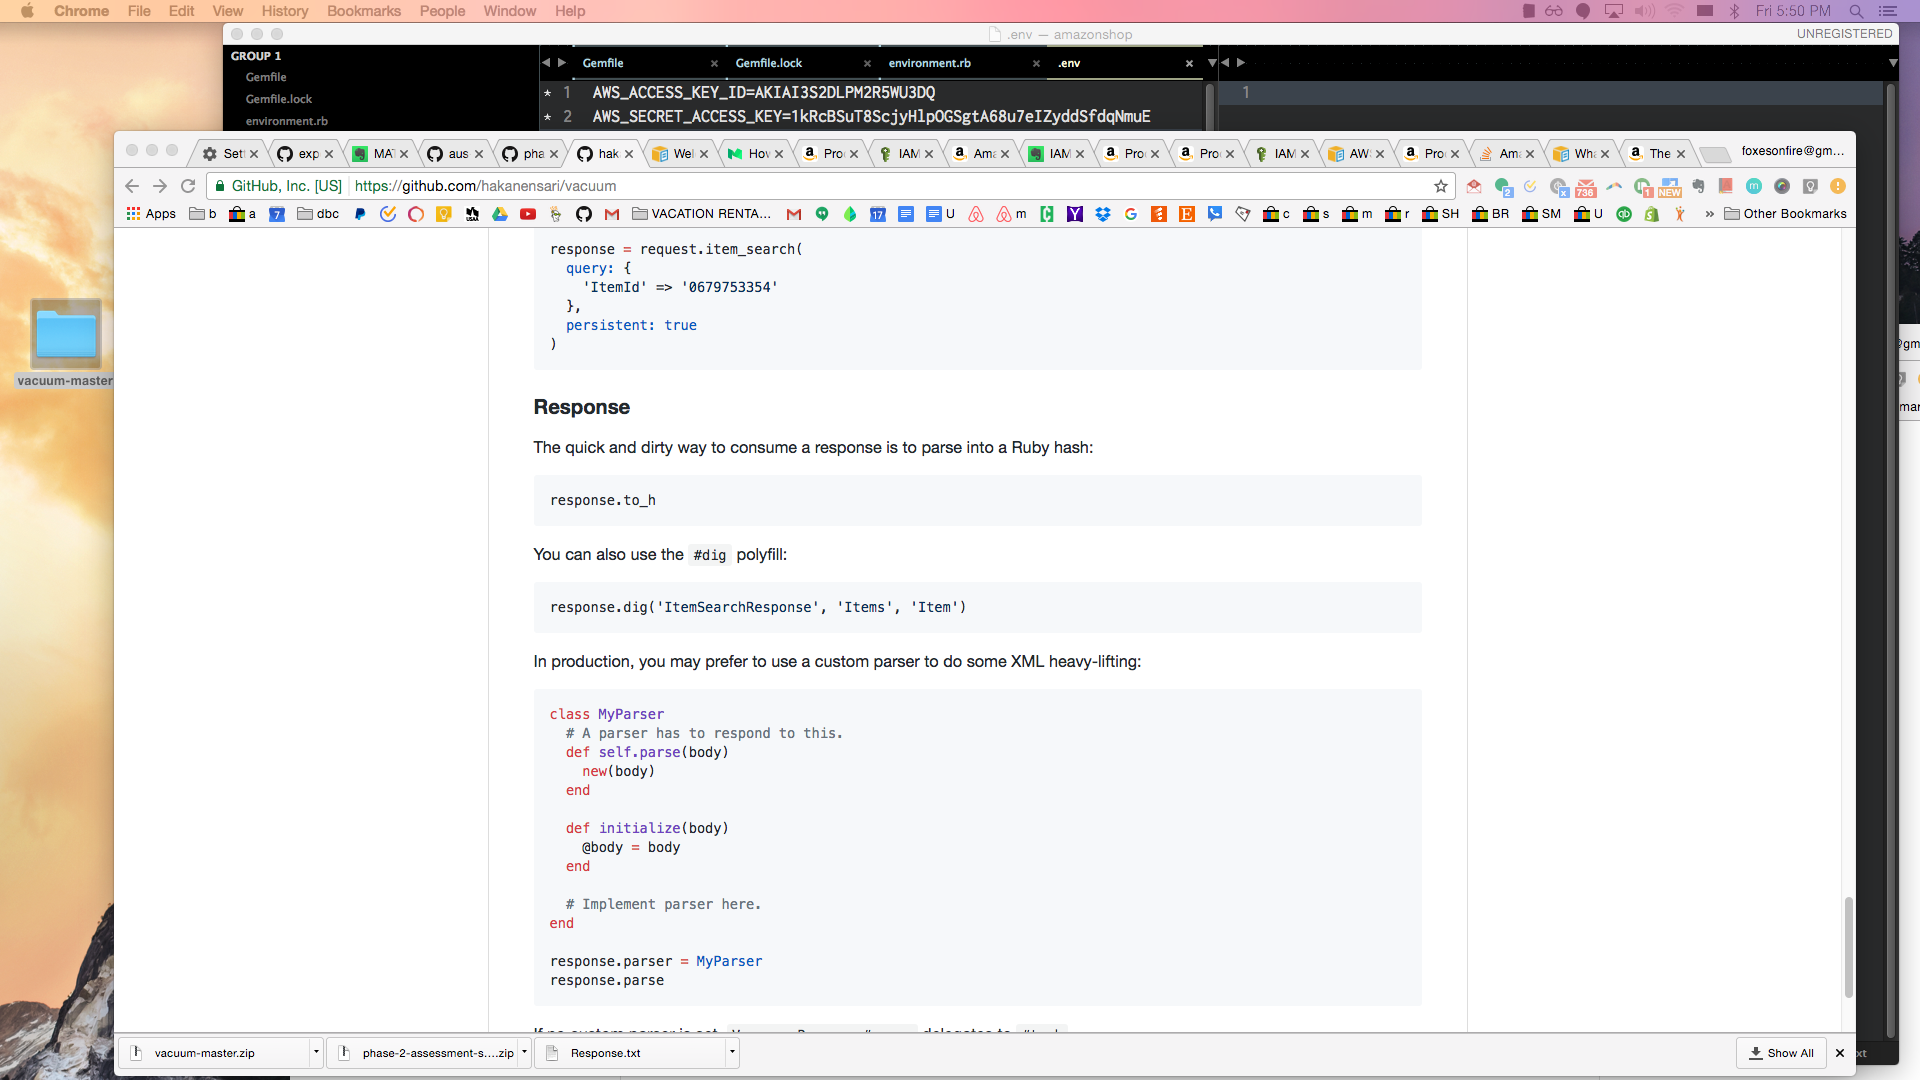 Chrome File Edit View History Bookmarks People Window Help Fri 5:50 PM
.env — amazonshop UNREGISTERED
GROUP 1
Gemfile
Gemfile.lock
environment.rb
Gemfile Gemfile.lock environment.rb .env
1 AWS_ACCESS_KEY_ID=AKIAI3S2DLPM2R5WU3DQ
2 AWS_SECRET_ACCESS_KEY=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
1
Set exp MAT aus pha hak Wei How Pro IAM Ama IAM Pro Pro IAM AW Pro Am Wha The foxesonfire@gm...
GitHub, Inc. [US] https://github.com/hakanensari/vacuum
Apps b a dbc VACATION RENTA... U m c s m r SH BR SM U » Other Bookmarks
response = request.item_search(
query: {
'ItemId' => '0679753354'
},
persistent: true
)
Response
The quick and dirty way to consume a response is to parse into a Ruby hash:
response.to_h
You can also use the #dig polyfill:
response.dig('ItemSearchResponse', 'Items', 'Item')
In production, you may prefer to use a custom parser to do some XML heavy-lifting:
class MyParser
# A parser has to respond to this.
def self.parse(body)
new(body)
end
def initialize(body)
@body = body
end
# Implement parser here.
end
response.parser = MyParser
response.parse
vacuum-master
vacuum-master.zip phase-2-assessment-s....zip Response.txt Show All